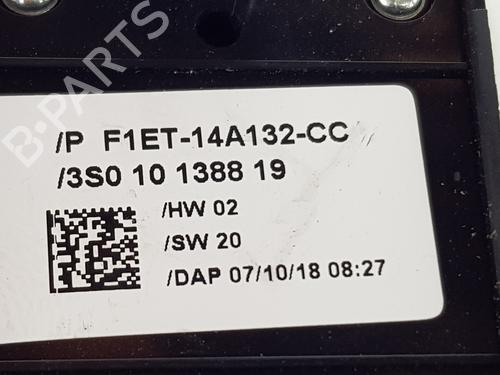 B-PARTS
/P F1ET-14A132-CC
/3S0 10 1388 19
/HW 02
/SW 20
/DAP 07/10/18 08:27